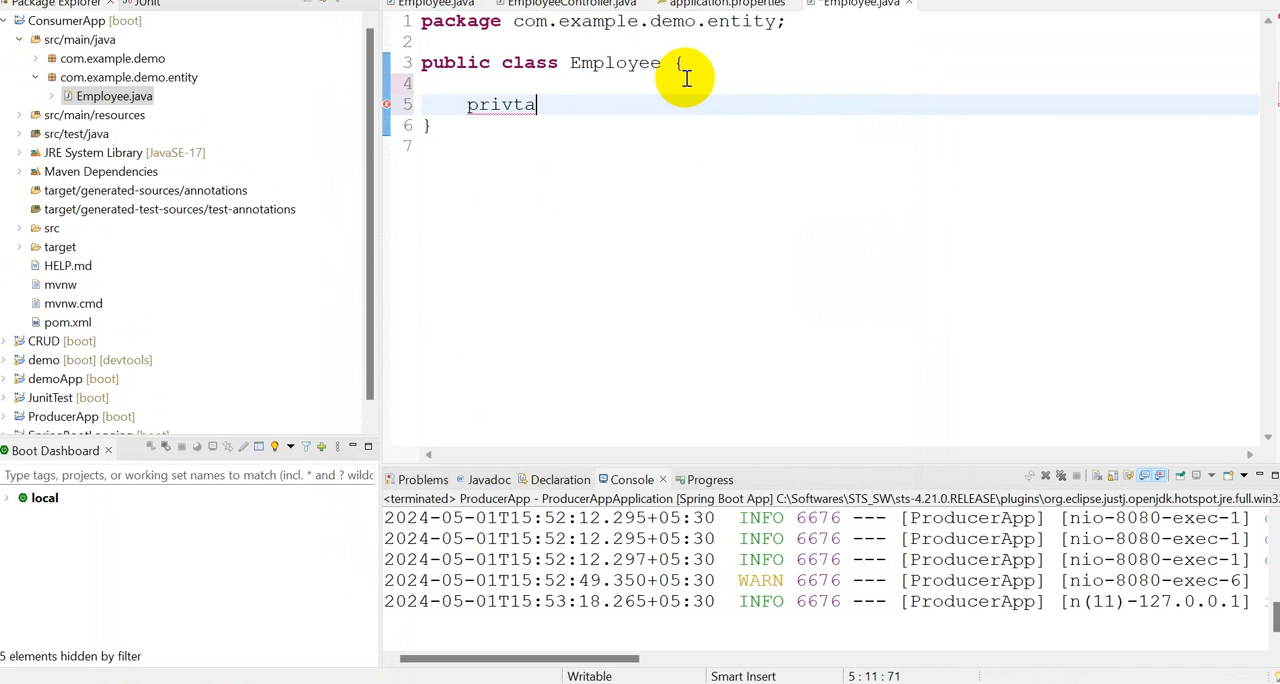 Package Explorer × JUnit
ConsumerApp [boot]
src/main/java
com.example.demo
com.example.demo.entity
Employee.java
src/main/resources
src/test/java
JRE System Library [JavaSE-17]
Maven Dependencies
target/generated-sources/annotations
target/generated-test-sources/test-annotations
src
target
HELP.md
mvnw
mvnw.cmd
pom.xml
CRUD [boot]
demo [boot] [devtools]
demoApp [boot]
JunitTest [boot]
ProducerApp [boot]
SpringBootLogging
Boot Dashboard ×
Type tags, projects, or working set names to match (incl. * and ? wildc
local
5 elements hidden by filter
Employee.java EmployeeController.java application.properties *Employee.java ×
1 package com.example.demo.entity;
2
3 public class Employee {
4
5 privta
6 }
7
Problems Javadoc Declaration Console × Progress
<terminated> ProducerApp - ProducerAppApplication [Spring Boot App] C:\Softwares\STS_SW\sts-4.21.0.RELEASE\plugins\org.eclipse.justj.openjdk.hotspot.jre.full.win3
2024-05-01T15:52:12.295+05:30 INFO 6676 --- [ProducerApp] [nio-8080-exec-1]
2024-05-01T15:52:12.295+05:30 INFO 6676 --- [ProducerApp] [nio-8080-exec-1]
2024-05-01T15:52:12.297+05:30 INFO 6676 --- [ProducerApp] [nio-8080-exec-1]
2024-05-01T15:52:49.350+05:30 WARN 6676 --- [ProducerApp] [nio-8080-exec-6]
2024-05-01T15:53:18.265+05:30 INFO 6676 --- [ProducerApp] [n(11)-127.0.0.1]
Writable Smart Insert 5 : 11 : 71